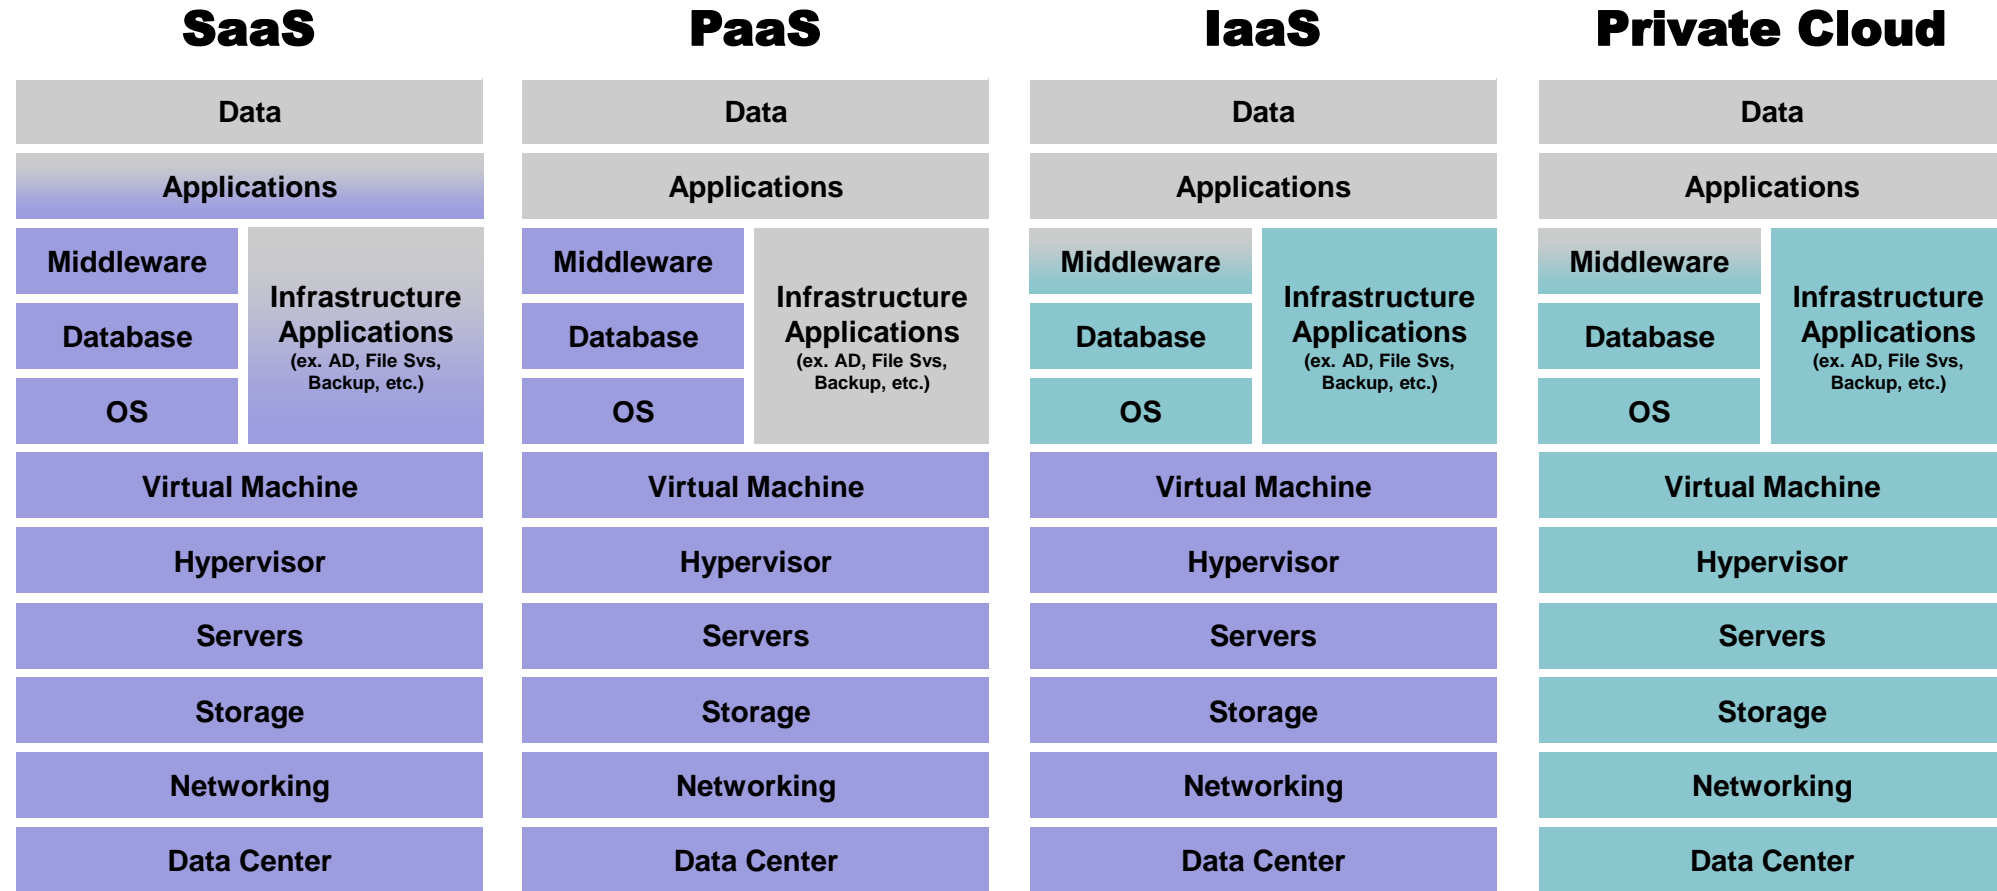 SaaS
Data
Applications
Middleware
Database
OS
Infrastructure
Applications
(ex. AD, File Svs,
Backup, etc.)
Virtual Machine
Hypervisor
Servers
Storage
Networking
Data Center
PaaS
Data
Applications
Middleware
Database
OS
Infrastructure
Applications
(ex. AD, File Svs,
Backup, etc.)
Virtual Machine
Hypervisor
Servers
Storage
Networking
Data Center
IaaS
Data
Applications
Middleware
Database
OS
Infrastructure
Applications
(ex. AD, File Svs,
Backup, etc.)
Virtual Machine
Hypervisor
Servers
Storage
Networking
Data Center
Private Cloud
Data
Applications
Middleware
Database
OS
Infrastructure
Applications
(ex. AD, File Svs,
Backup, etc.)
Virtual Machine
Hypervisor
Servers
Storage
Networking
Data Center